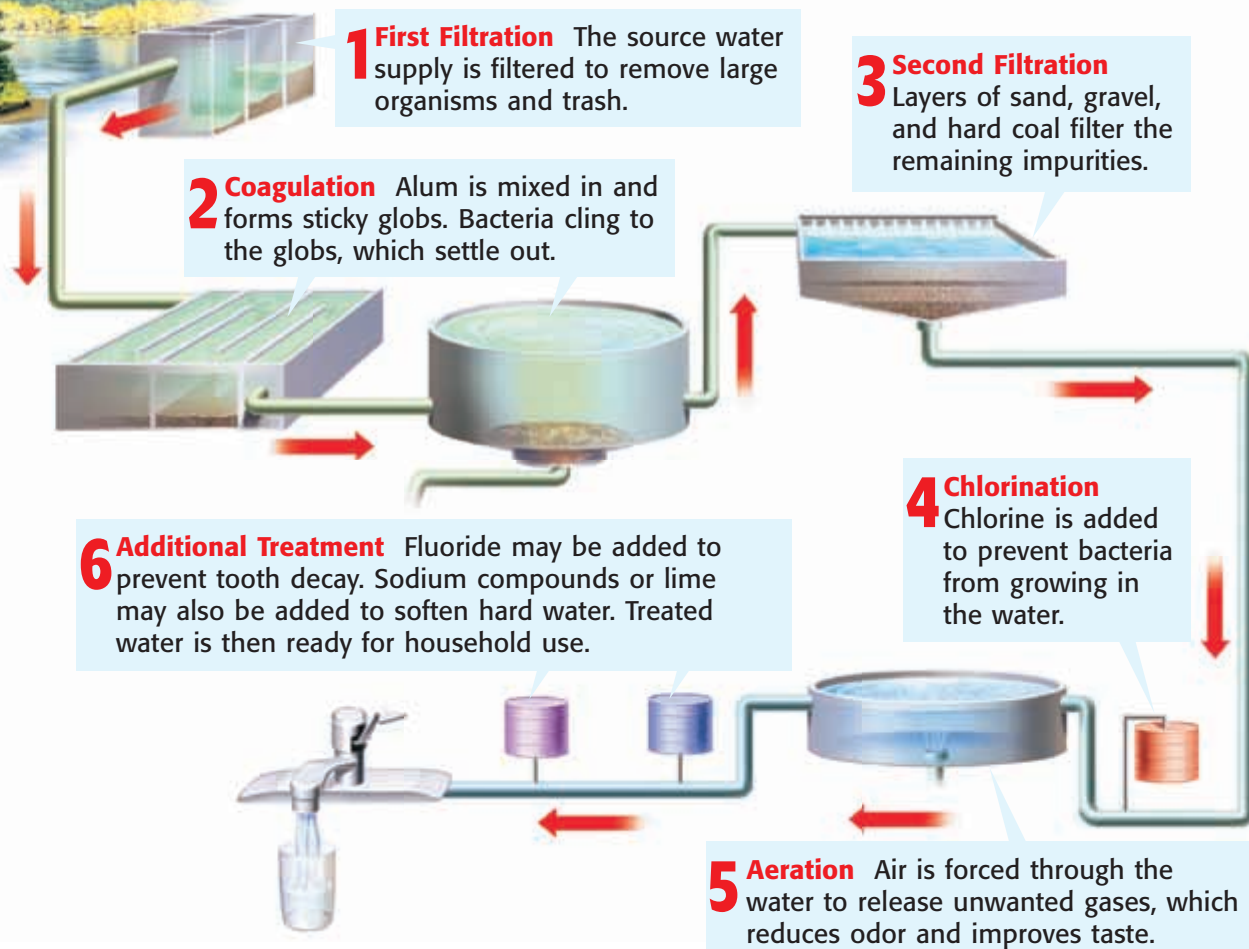 1 First Filtration The source water
supply is filtered to remove large
organisms and trash.
2 Coagulation Alum is mixed in and
forms sticky globs. Bacteria cling to
the globs, which settle out.
3 Second Filtration
Layers of sand, gravel,
and hard coal filter the
remaining impurities.
4 Chlorination
Chlorine is added
to prevent bacteria
from growing in
the water.
5 Aeration Air is forced through the
water to release unwanted gases, which
reduces odor and improves taste.
6 Additional Treatment Fluoride may be added to
prevent tooth decay. Sodium compounds or lime
may also be added to soften hard water. Treated
water is then ready for household use.